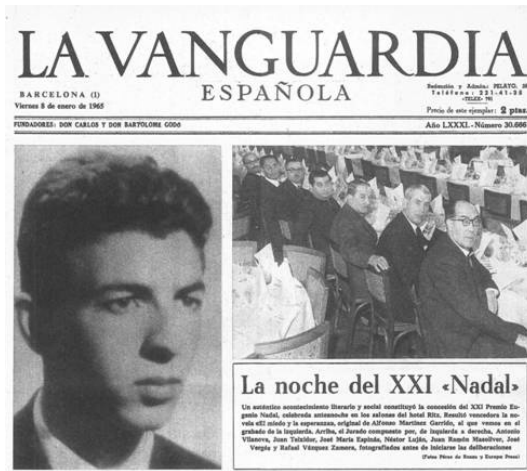 LA VANGUARDIA
ESPAÑOLA
BARCELONA (1)
Viernes 8 de enero de 1965
Redacción y Admón.: PELAYO, 28
Teléfono: 221-41-35
«TELEX» 781
Precio de este ejemplar: 2 ptas.
FUNDADORES: DON CARLOS Y DON BARTOLOME GODO
Año LXXXI.-Número 30.686
La noche del XXI «Nadal»
Un auténtico acontecimiento literario y social constituyó la concesión del XXI Premio Eu-
genio Nadal, celebrada anteanoche en los salones del hotel Ritz. Resultó vencedora la no-
vela «El miedo y la esperanza», original de Alfonso Martínez Garrido, al que vemos en el
grabado de la izquierda. Arriba, el Jurado compuesto por, de izquierda a derecha, Antonio
Vilanova, Juan Teixidor, José María Espinás, Néstor Luján, Juan Ramón Masoliver, José
Vergés y Rafael Vázquez Zamora, fotografiados antes de iniciarse las deliberaciones
(Fotos Pérez de Rozas y Europa Press)